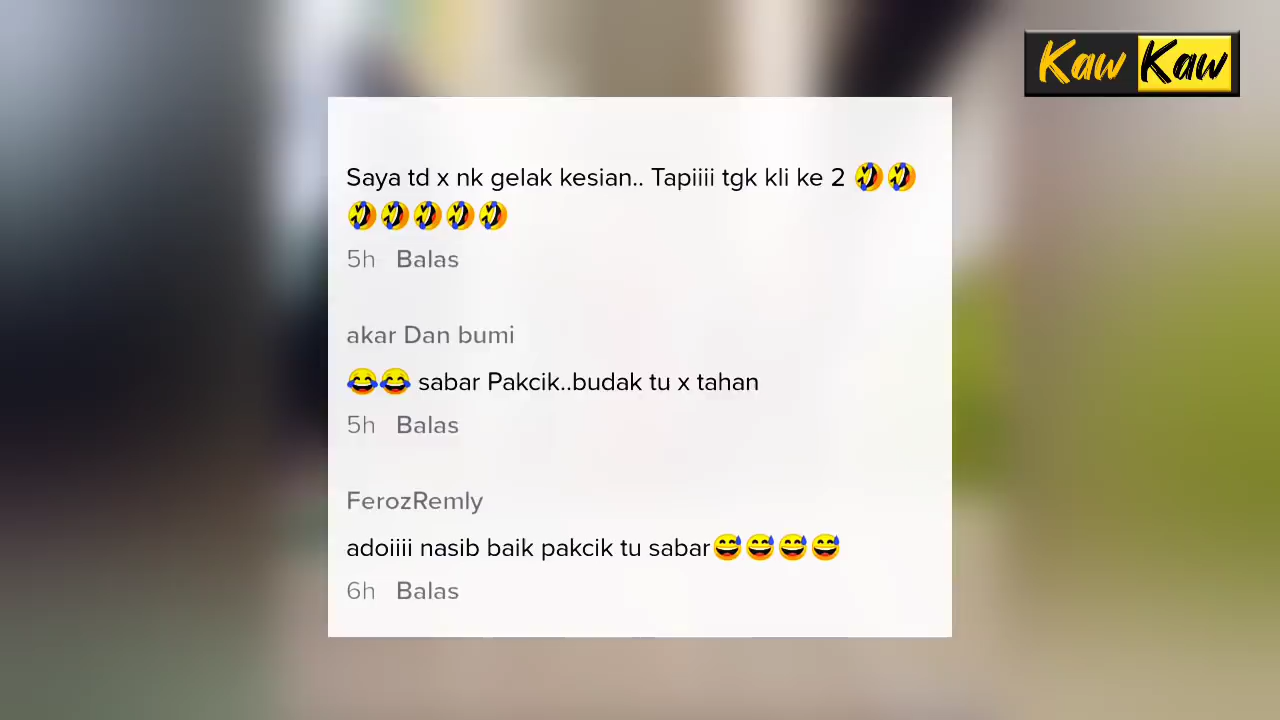 Kaw Kaw
Saya td x nk gelak kesian.. Tapiiii tgk kli ke 2 🤣🤣
🤣🤣🤣🤣🤣
5h Balas
akar Dan bumi
😂😂 sabar Pakcik..budak tu x tahan
5h Balas
FerozRemly
adoiiii nasib baik pakcik tu sabar😅😅😅😅
6h Balas